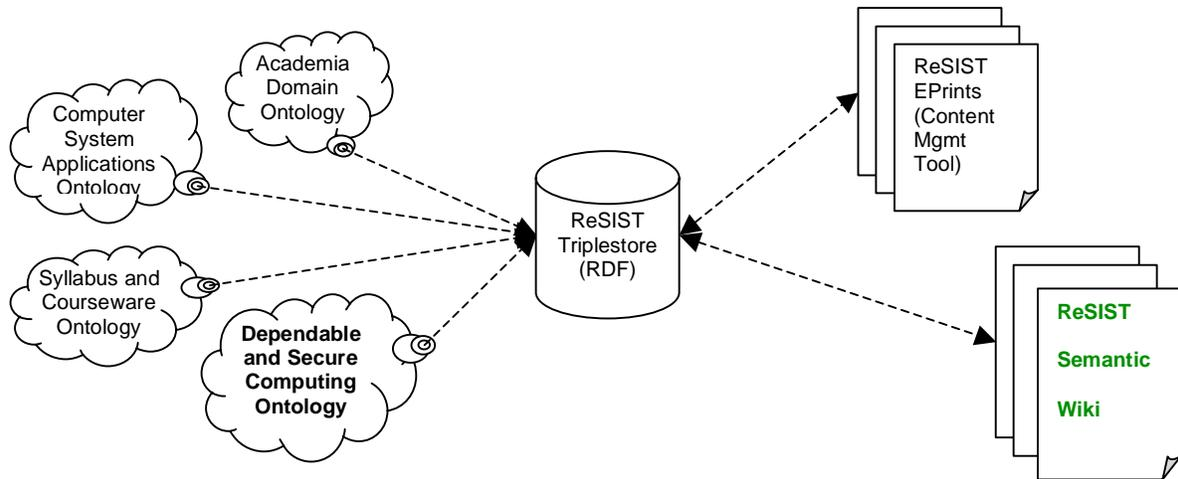 Academia
Domain
Ontology
Computer
System
Applications
Ontology
Syllabus and
Courseware
Ontology
Dependable
and Secure
Computing
Ontology
ReSIST
Triplestore
(RDF)
ReSIST
EPrints
(Content
Mgmt
Tool)
ReSIST
Semantic
Wiki